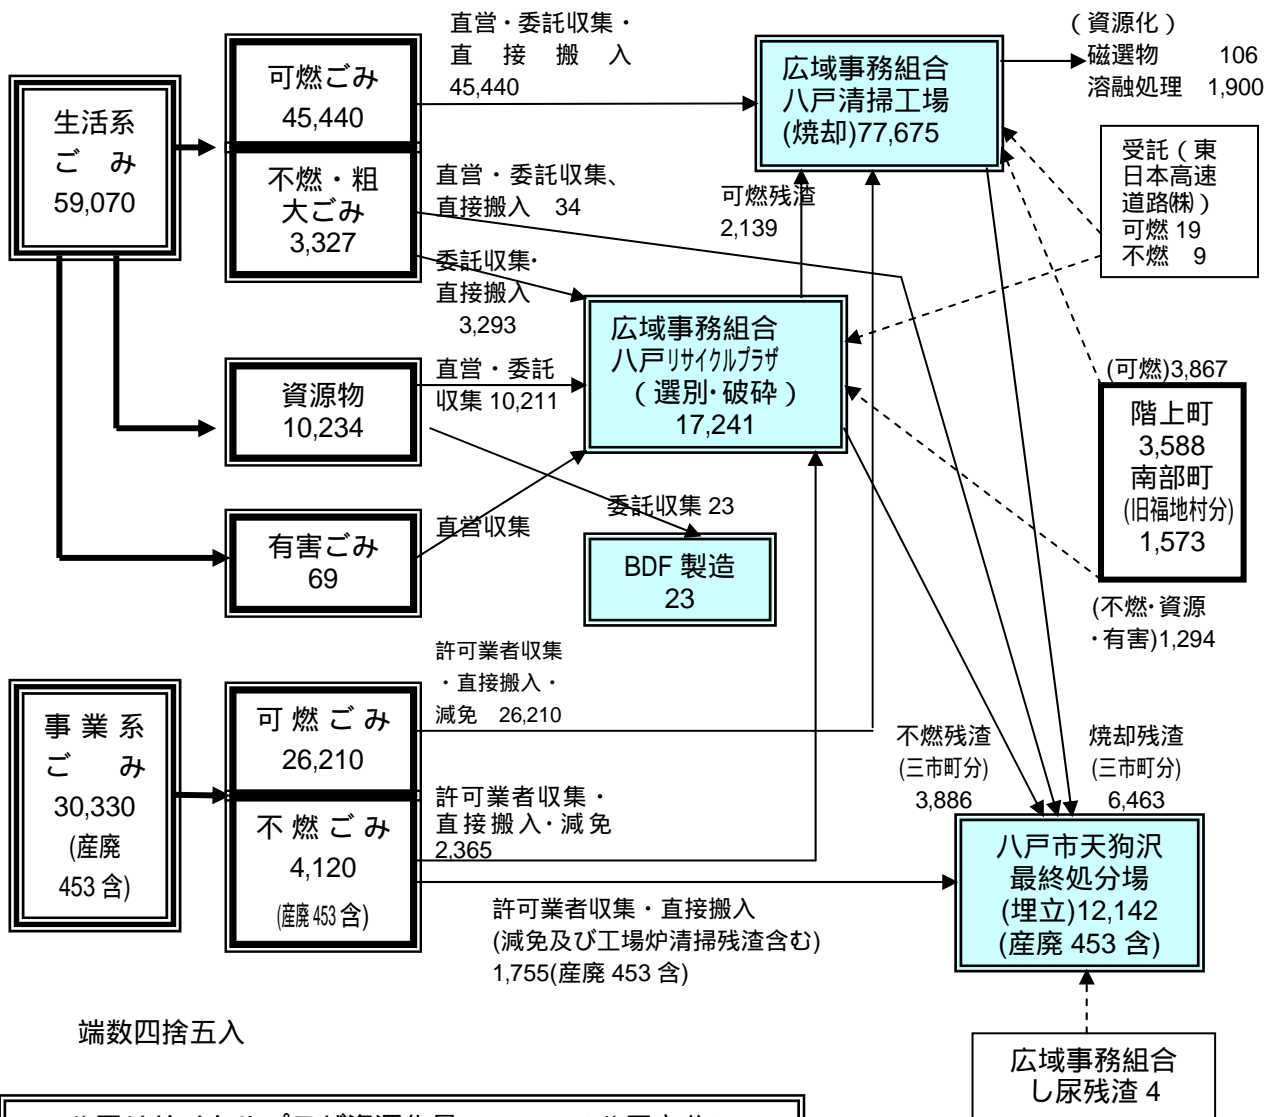 生活系
ごみ
59,070
可燃ごみ
45,440
不燃・粗
大ごみ
3,327
直営・委託収集・
直接搬入
45,440
直営・委託収集、
直接搬入 34
委託収集・
直接搬入
3,293
広域事務組合
八戸清掃工場
(焼却)77,675
(資源化)
磁選物 106
溶融処理 1,900
受託(東
日本高速
道路㈱)
可燃 19
不燃 9
可燃残渣
2,139
広域事務組合
八戸ﾘｻｲｸﾙﾌﾟﾗｻﾞ
(選別・破砕)
17,241
資源物
10,234
直営・委託
収集 10,211
委託収集 23
有害ごみ
69
直営収集
BDF 製造
23
(可燃)3,867
階上町
3,588
南部町
(旧福地村分)
1,573
(不燃・資源
・有害)1,294
事業系
ごみ
30,330
(産廃
453 含)
可燃ごみ
26,210
不燃ごみ
4,120
(産廃 453 含)
許可業者収集
・直接搬入・
減免 26,210
許可業者収集・
直接搬入・減免
2,365
許可業者収集・直接搬入
(減免及び工場炉清掃残渣含む)
1,755(産廃 453 含)
不燃残渣
(三市町分)
3,886
焼却残渣
(三市町分)
6,463
八戸市天狗沢
最終処分場
(埋立)12,142
(産廃 453 含)
広域事務組合
し尿残渣 4
端数四捨五入